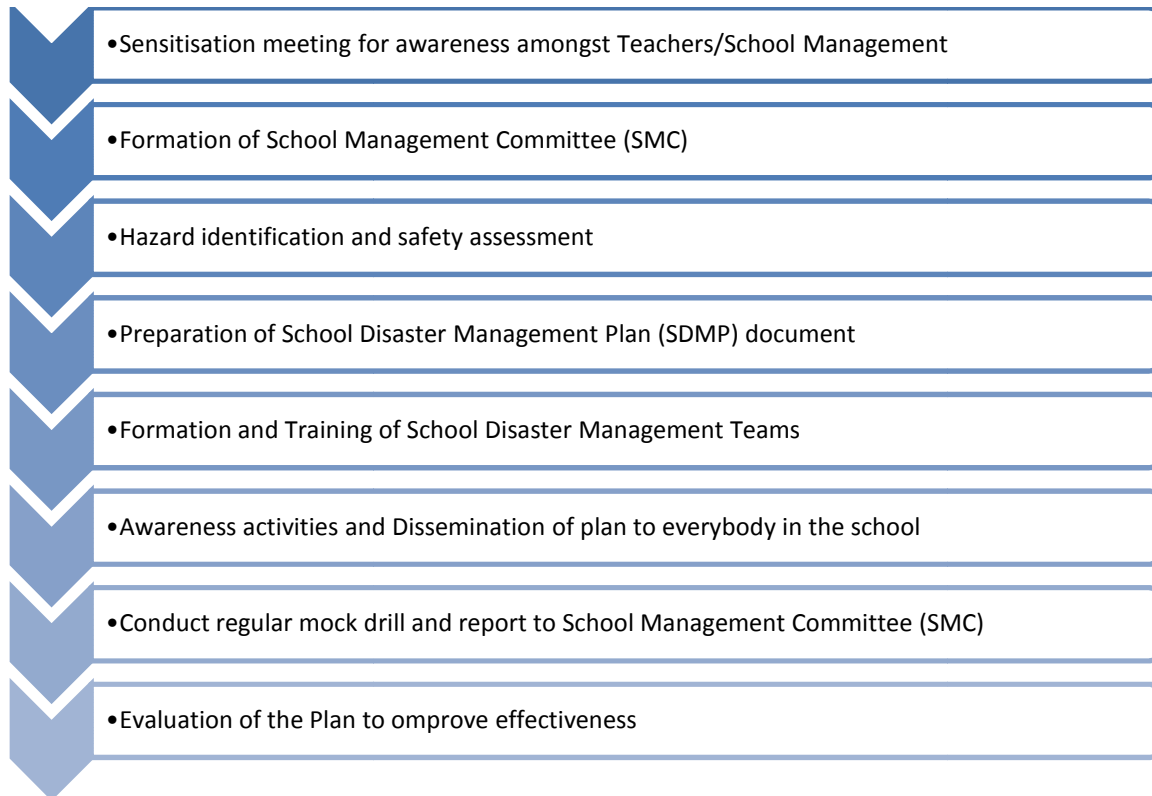 •Sensitisation meeting for awareness amongst Teachers/School Management
•Formation of School Management Committee (SMC)
•Hazard identification and safety assessment
•Preparation of School Disaster Management Plan (SDMP) document
•Formation and Training of School Disaster Management Teams
•Awareness activities and Dissemination of plan to everybody in the school
•Conduct regular mock drill and report to School Management Committee (SMC)
•Evaluation of the Plan to omprove effectiveness